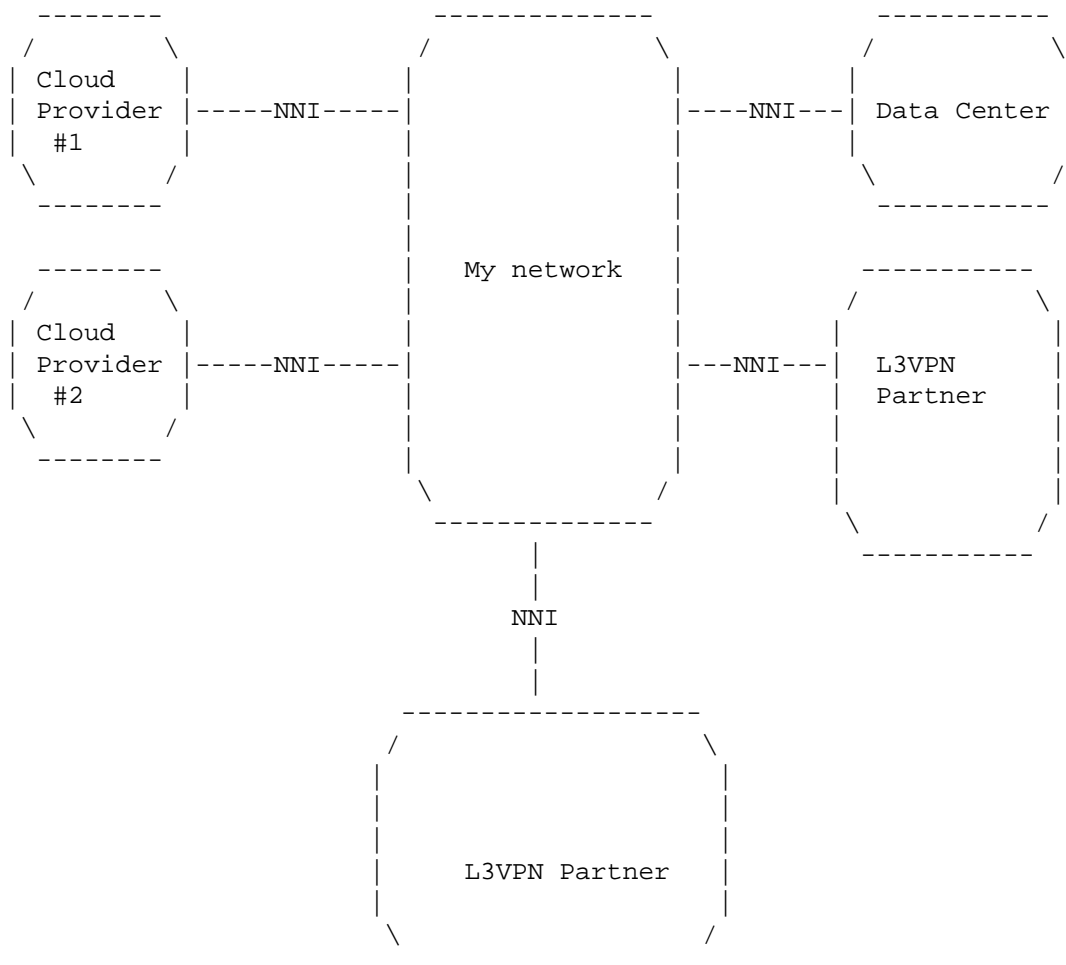 Cloud
Provider
#1
NNI
NNI
Data Center
My network
Cloud
Provider
#2
NNI
NNI
L3VPN
Partner
NNI
L3VPN Partner